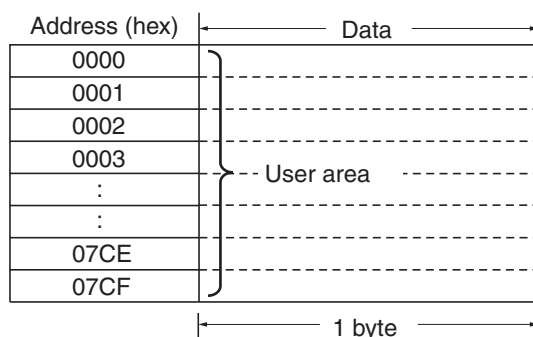 Address (hex) Data
0000
0001
0002
0003
User area
:
:
07CE
07CF
1 byte